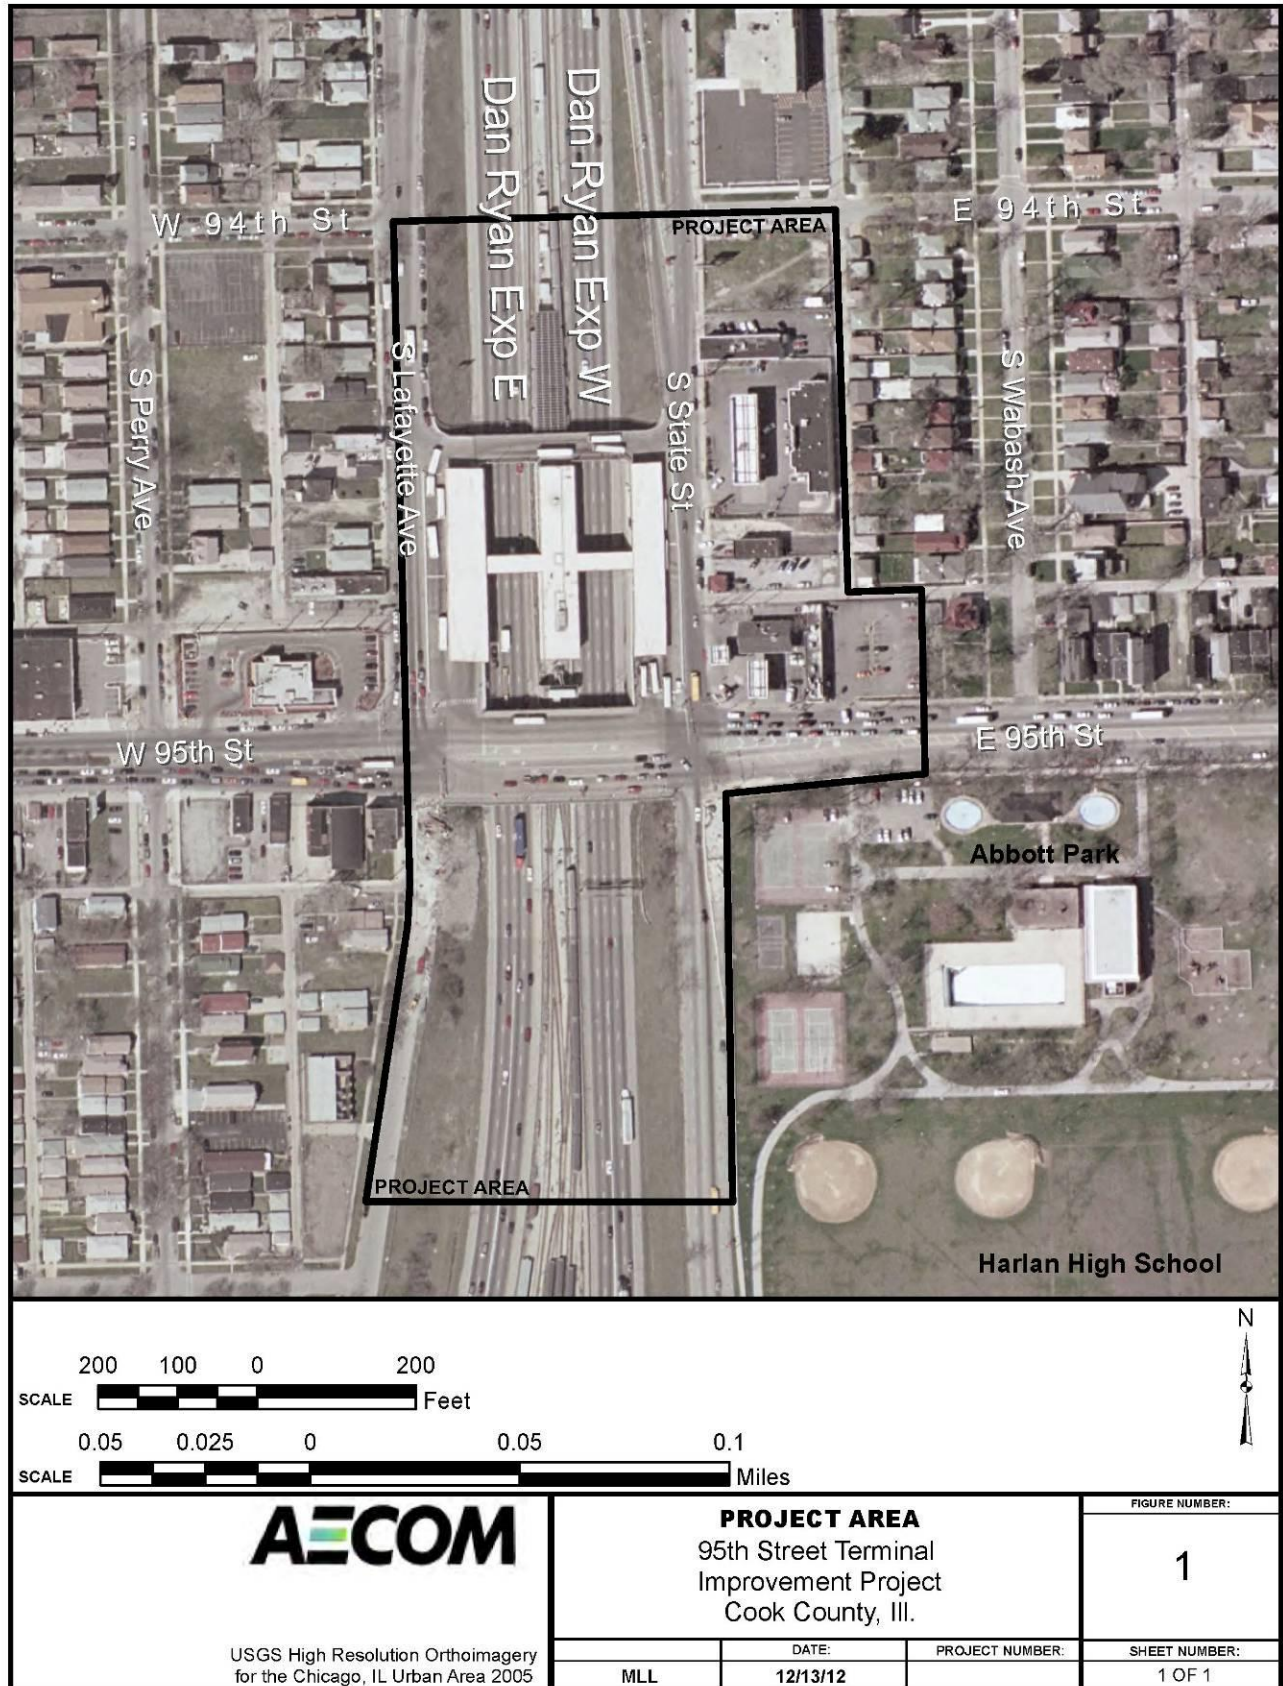 Dan Ryan Exp E
Dan Ryan Exp W
W 94th St
E 94th St
PROJECT AREA
S Perry Ave
S Lafayette Ave
S State St
S Wabash Ave
W 95th St
E 95th St
Abbott Park
PROJECT AREA
Harlan High School
N
200 100 0 200
SCALE Feet
0.05 0.025 0 0.05 0.1
SCALE Miles
AECOM
USGS High Resolution Orthoimagery
for the Chicago, IL Urban Area 2005
PROJECT AREA
95th Street Terminal
Improvement Project
Cook County, Ill.
FIGURE NUMBER:
1
MLL
DATE:
12/13/12
PROJECT NUMBER:
SHEET NUMBER:
1 OF 1